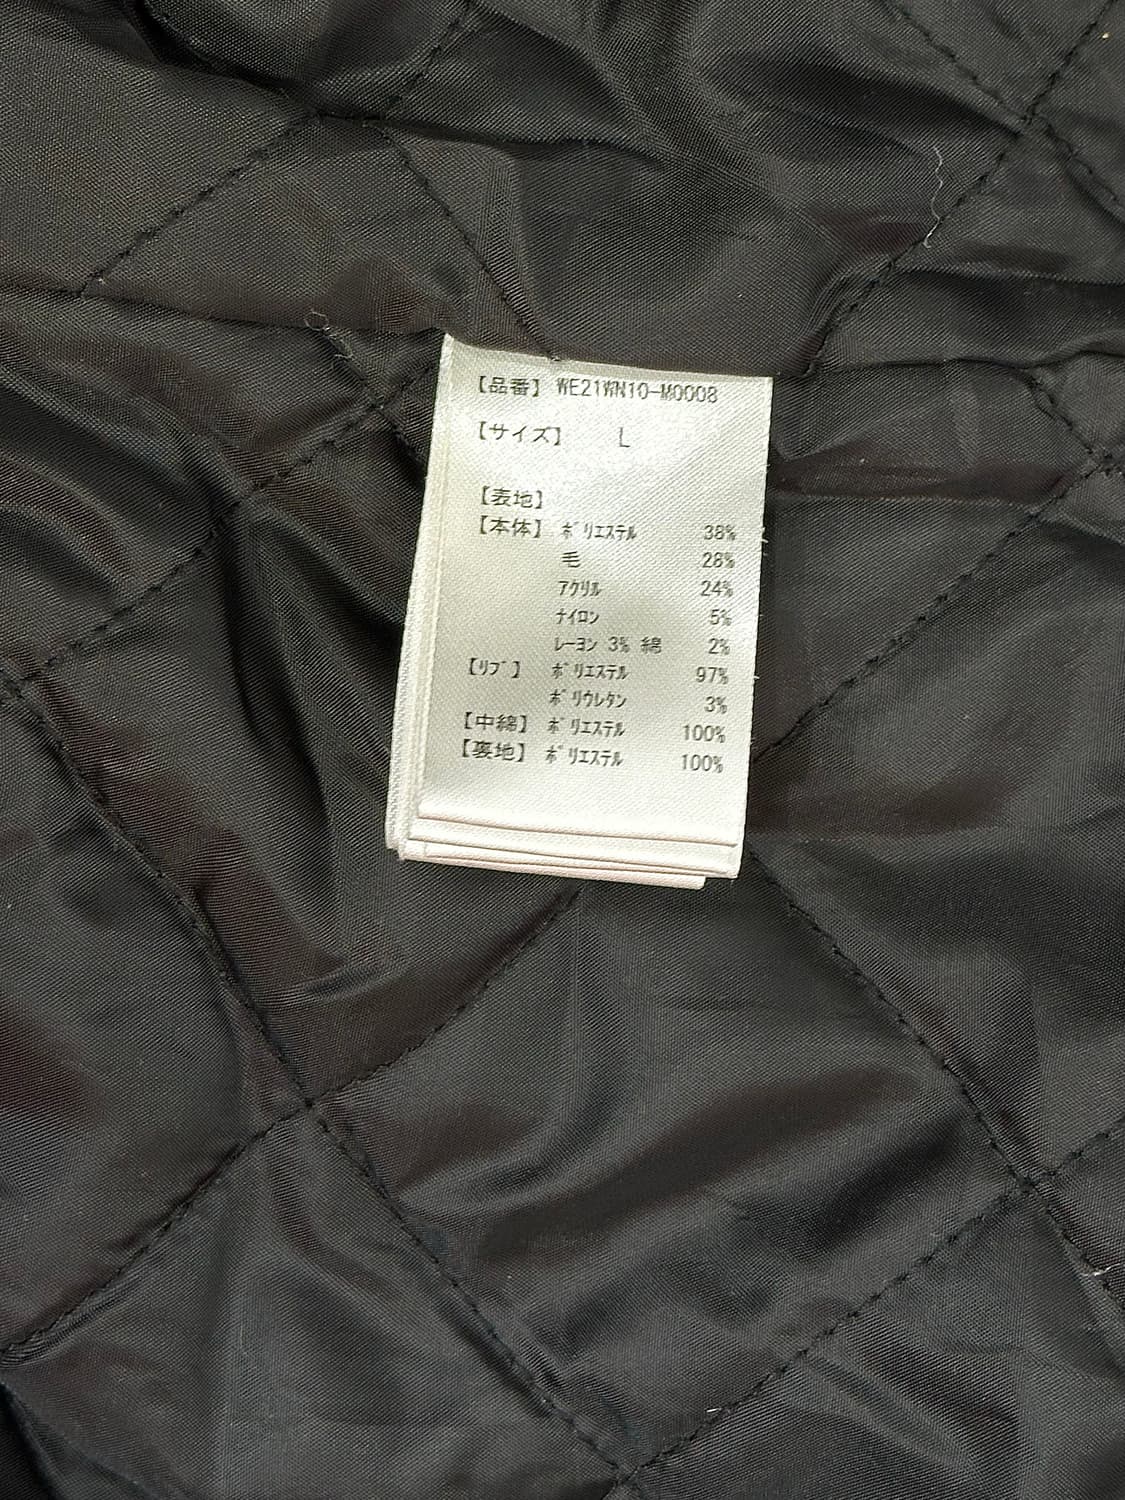 【品番】 WE21WN10-M0008
【サイズ】 L
【表地】
【本体】 ﾎﾟﾘｴｽﾃﾙ 38%
毛 28%
ｱｸﾘﾙ 24%
ﾅｲﾛﾝ 5%
ﾚｰﾖﾝ 3% 綿 2%
【ﾘﾌﾞ】 ﾎﾟﾘｴｽﾃﾙ 97%
ﾎﾟﾘｳﾚﾀﾝ 3%
【中綿】 ﾎﾟﾘｴｽﾃﾙ 100%
【裏地】 ﾎﾟﾘｴｽﾃﾙ 100%